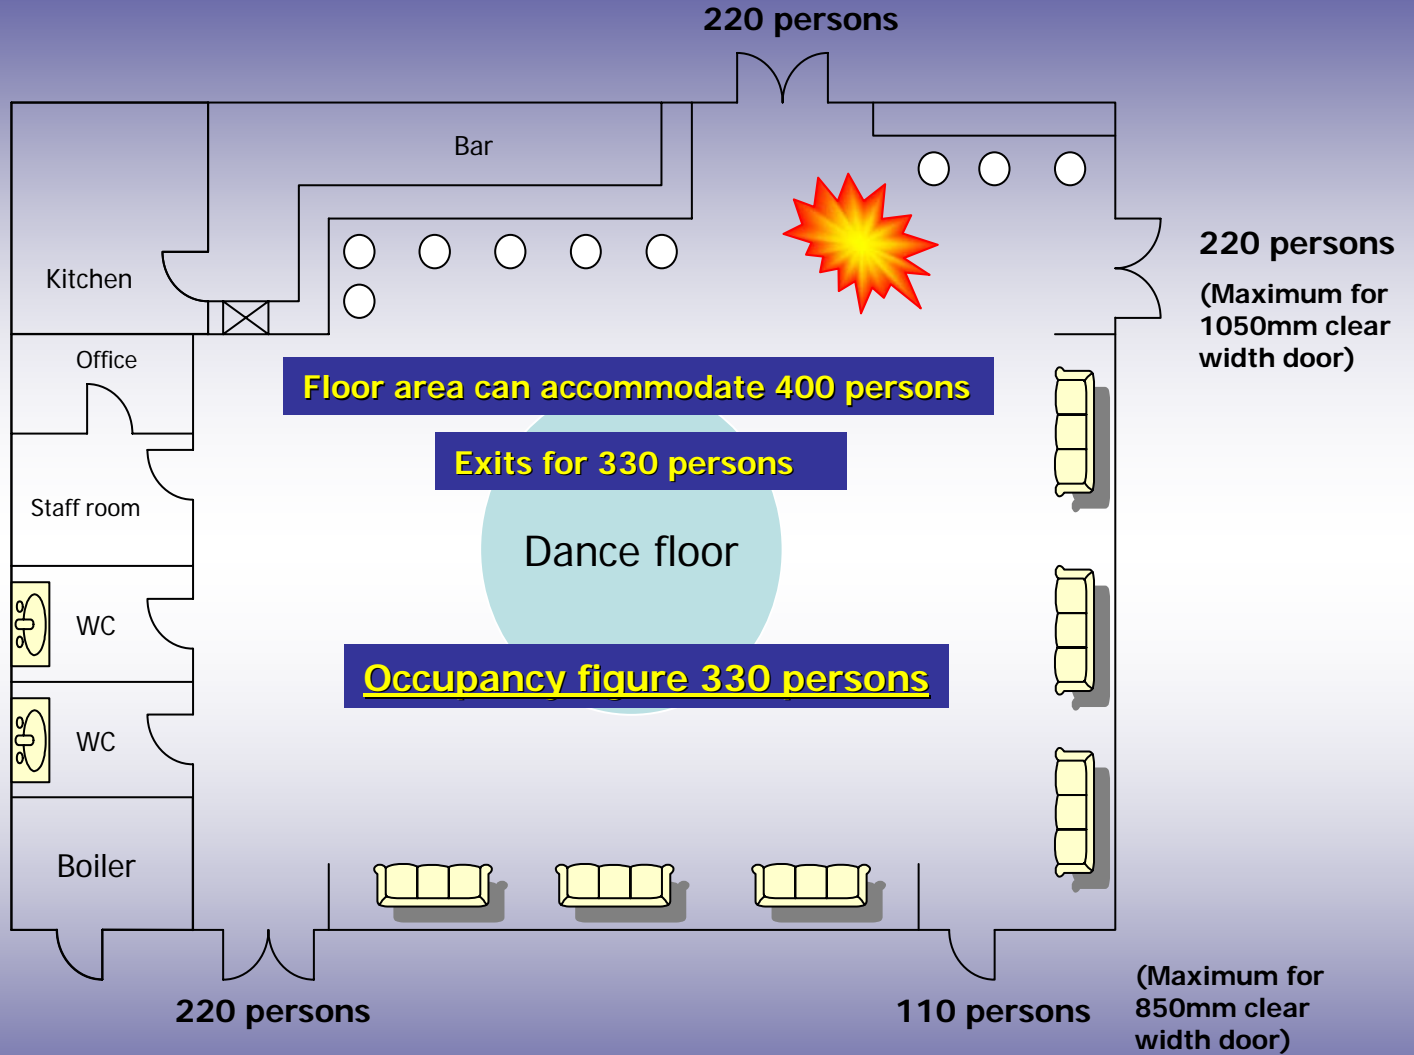 220 persons
Bar
220 persons
(Maximum for
1050mm clear
width door)
Kitchen
Office
Floor area can accommodate 400 persons
Exits for 330 persons
Staff room
Dance floor
WC
Occupancy figure 330 persons
WC
Boiler
220 persons
110 persons
(Maximum for
850mm clear
width door)